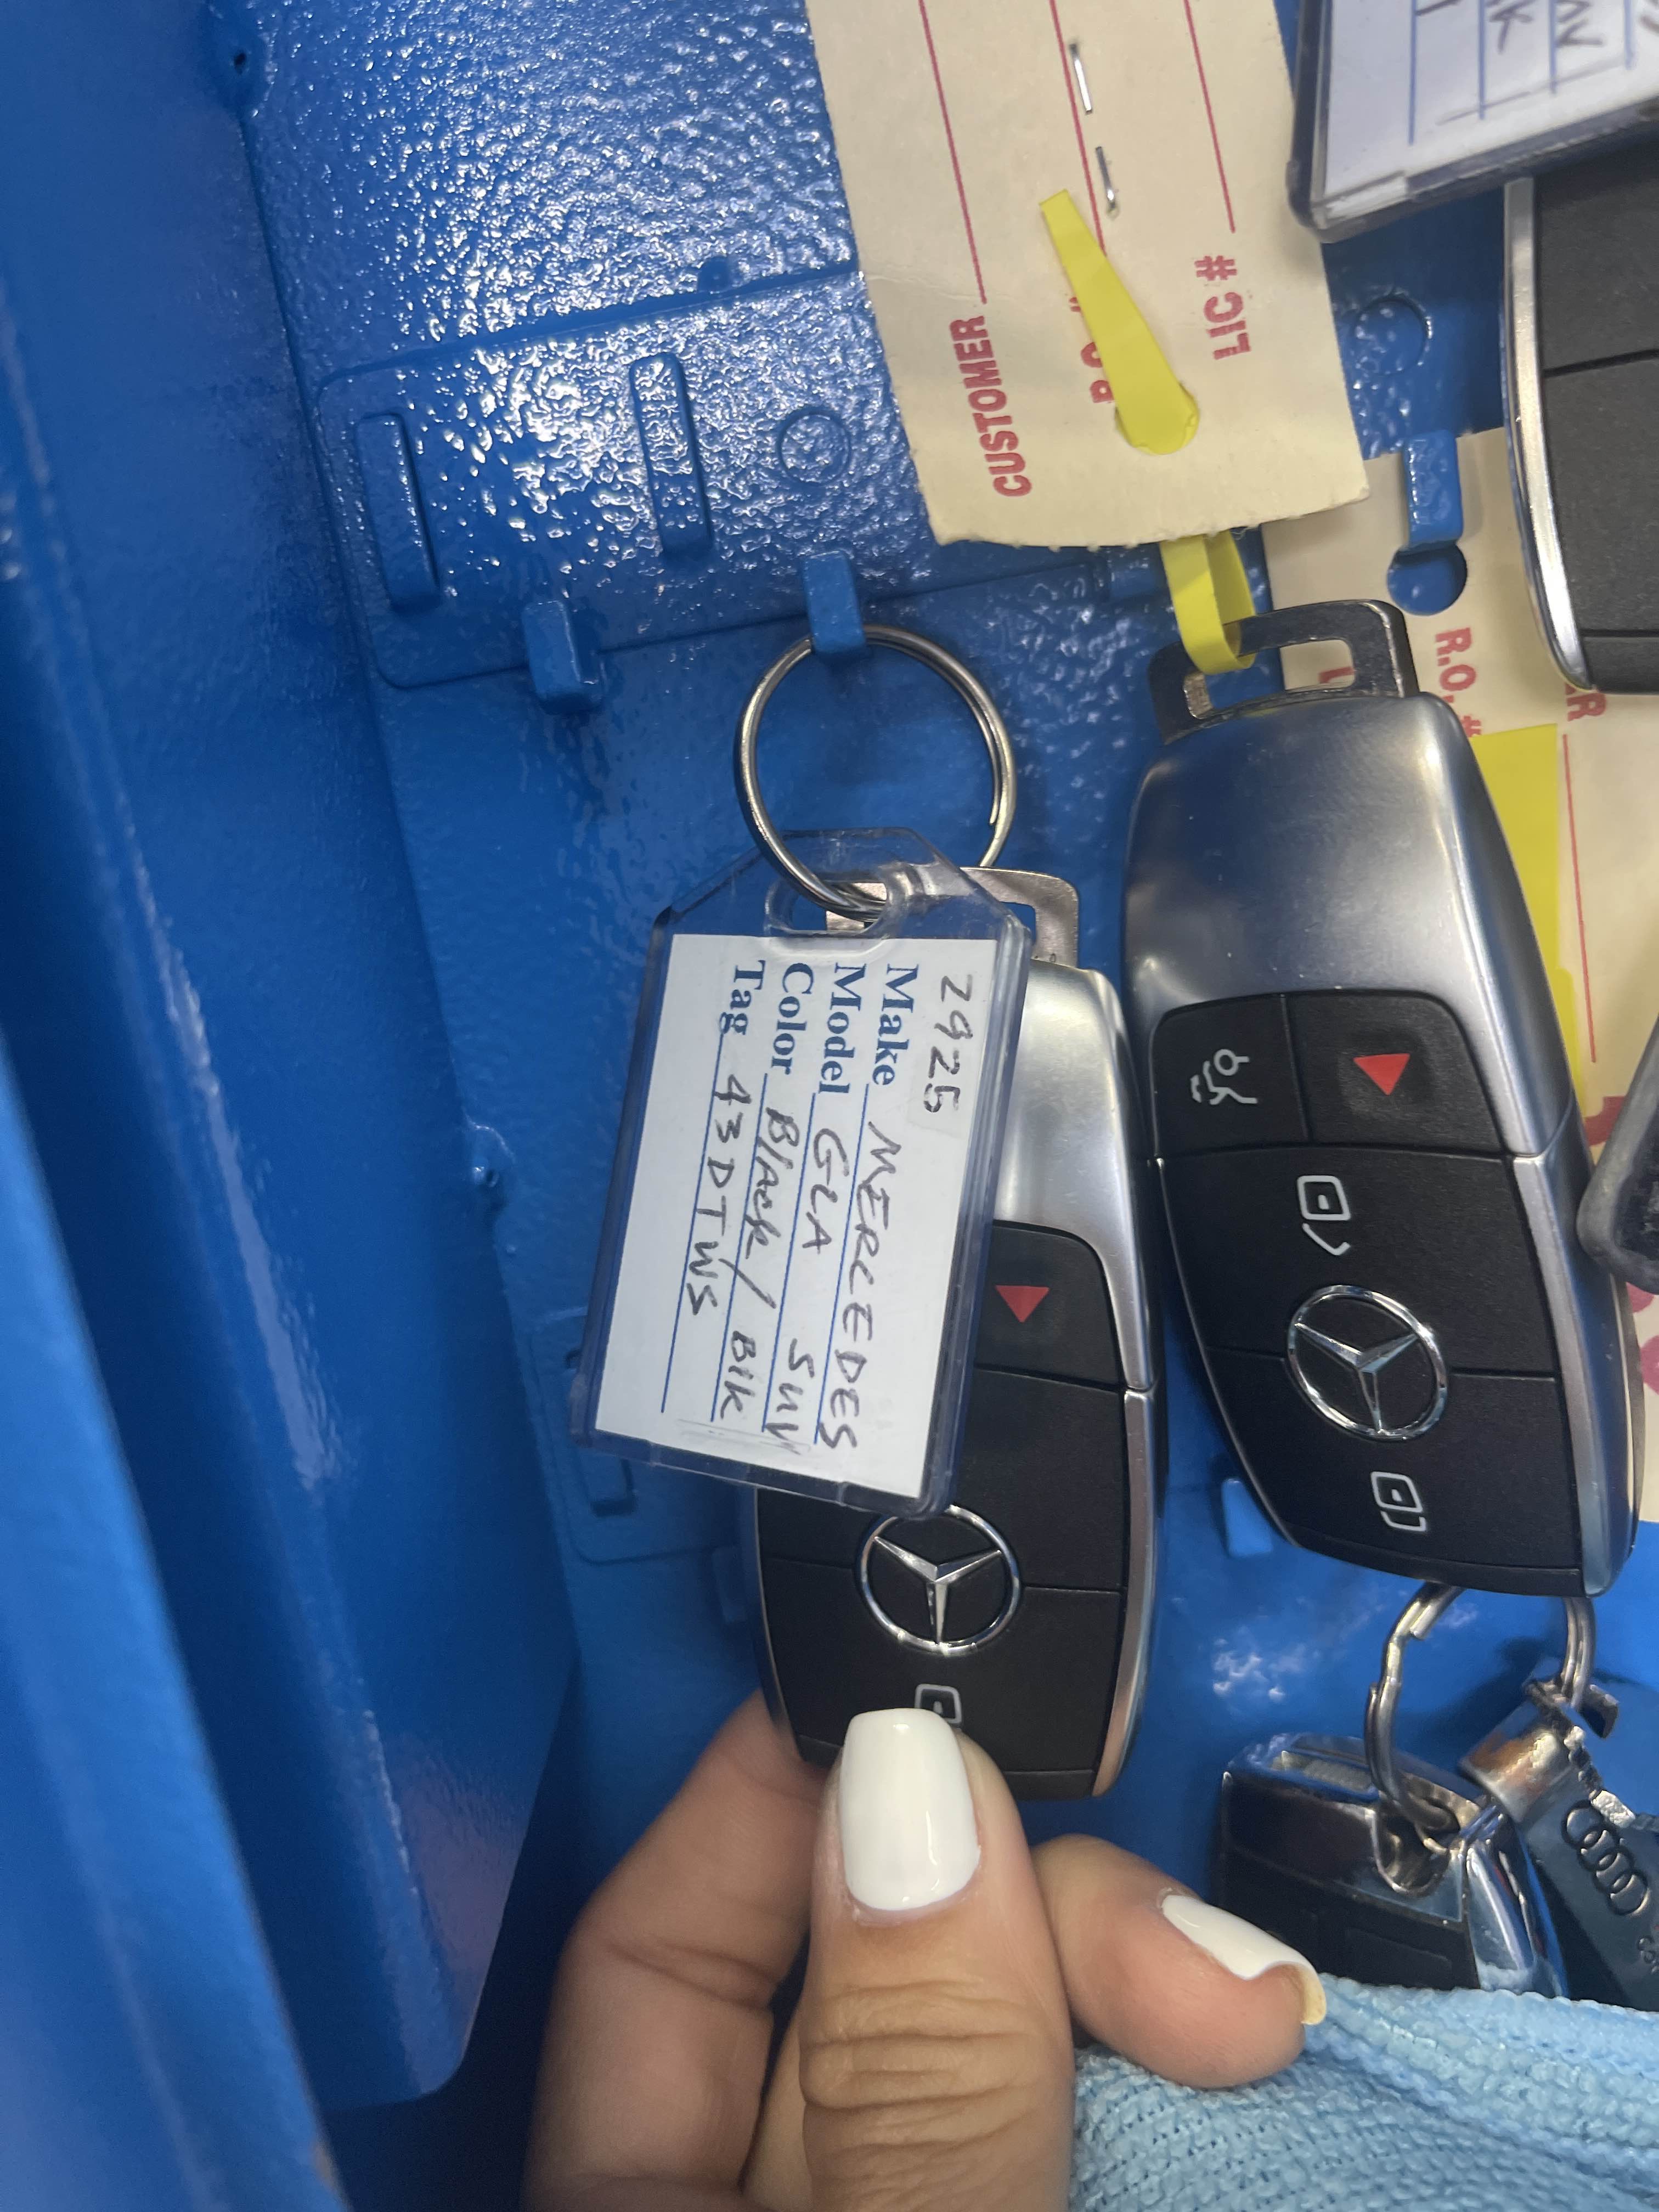 2925
Make MERCEDES
Model GLA SUV
Color Black / Blk
Tag 43DTWS
CUSTOMER
LIC #
R.O. #